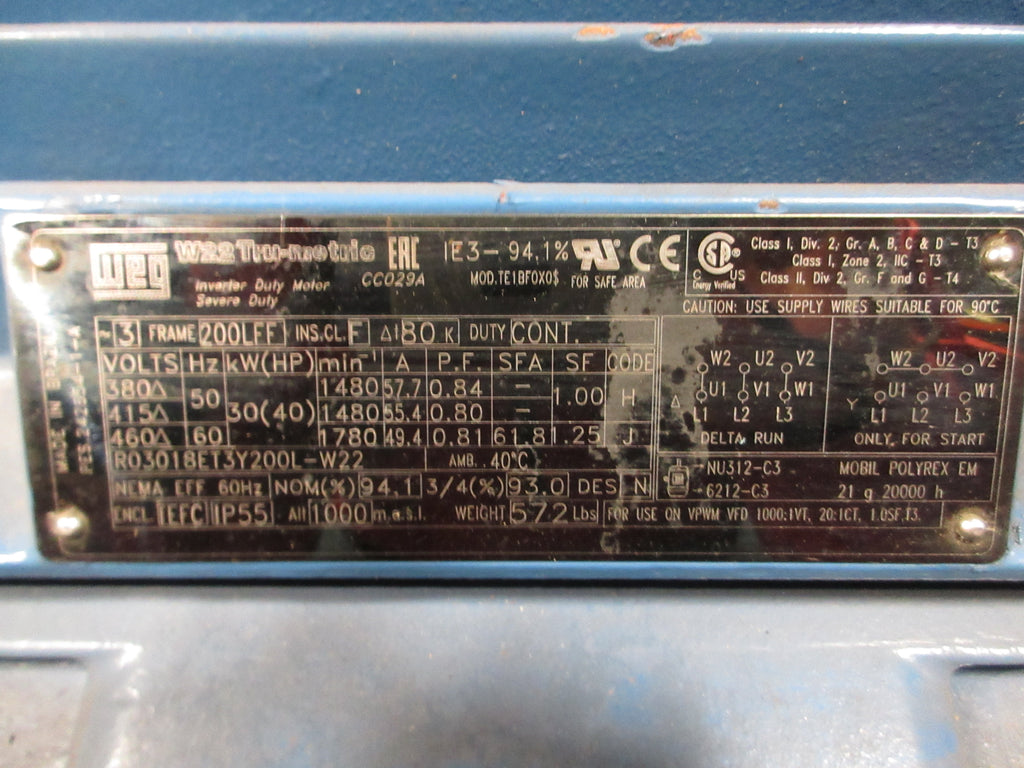 WEG W22 Tru-metric EAC IE3-94.1% UR CE
Inverter Duty Motor CC029A MOD.TE1BF0X0$ FOR SAFE AREA
Severe Duty
SP® C US Energy Verified
Class I, Div. 2, Gr. A, B, C & D - T3
Class I, Zone 2, IIC - T3
Class II, Div 2, Gr. F and G - T4
CAUTION: USE SUPPLY WIRES SUITABLE FOR 90°C
MADE IN
~ 3 FRAME 200LFF INS.CL. F Δt 80 K DUTY CONT.
VOLTS Hz kW(HP) min⁻¹ A P.F. SFA SF CODE
380Δ 50 30(40) 1480 57.7 0.84 - 1.00 H
415Δ 1480 55.4 0.80 -
460Δ 60 1780 49.4 0.81 61.8 1.25 J
R03018ET3Y200L-W22 AMB. 40°C
NEMA EFF 60Hz NOM(%) 94.1 3/4(%) 93.0 DES N
ENCL. TEFC IP55 Alt 1000 m.a.s.l. WEIGHT 572 Lbs FOR USE ON VPWM VFD 1000:1VT, 20:1CT, 1.0SF,T3.
W2 U2 V2
Δ U1 V1 W1
L1 L2 L3
DELTA RUN
W2 U2 V2
Y U1 V1 W1
L1 L2 L3
ONLY FOR START
NU312-C3 MOBIL POLYREX EM
6212-C3 21 g 20000 h